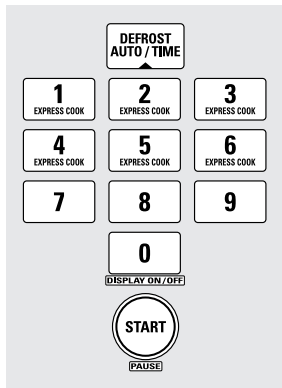 DEFROST
AUTO / TIME
1 2 3
EXPRESS COOK EXPRESS COOK EXPRESS COOK
4 5 6
EXPRESS COOK EXPRESS COOK EXPRESS COOK
7 8 9
0
DISPLAY ON/OFF
START
PAUSE